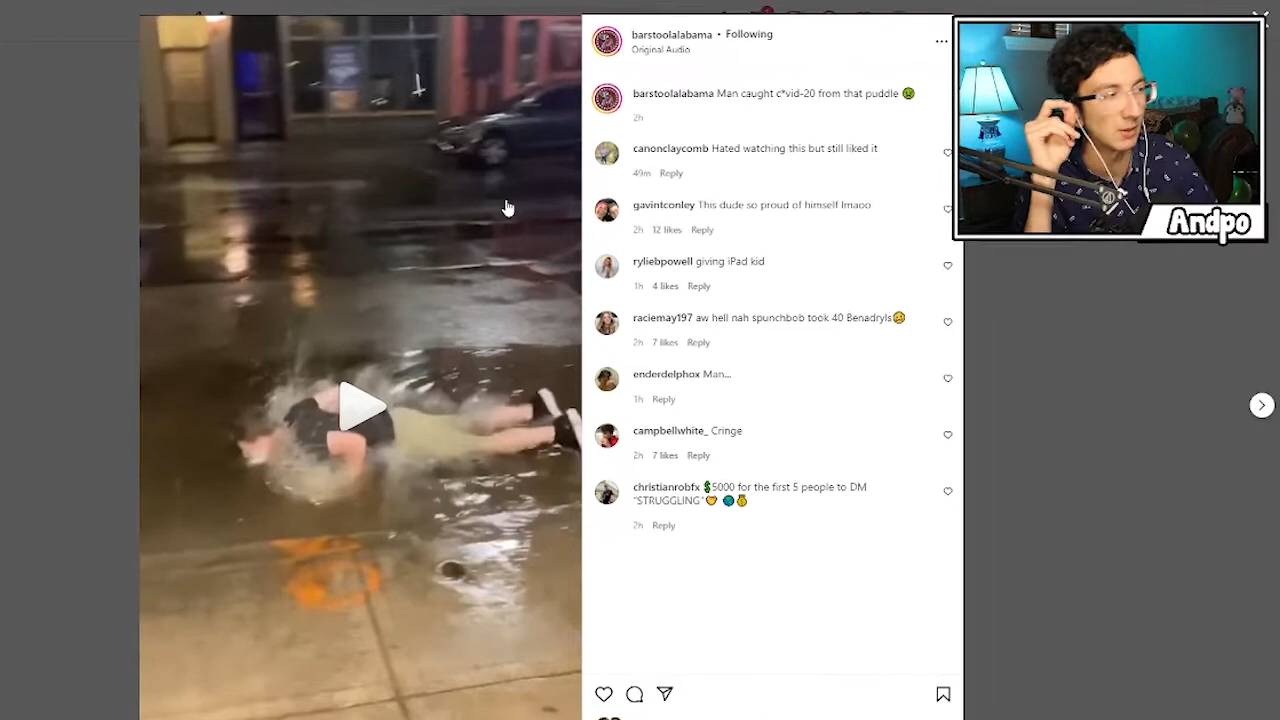 barstoolalabama • Following
Original Audio
barstoolalabama Man caught c*vid-20 from that puddle 🤢
2h
canonclaycomb Hated watching this but still liked it
49m Reply
gavintconley This dude so proud of himself lmaoo
2h 12 likes Reply
ryliebpowell giving iPad kid
1h 4 likes Reply
raciemay197 aw hell nah spunchbob took 40 Benadryls😥
2h 7 likes Reply
enderdelphox Man...
1h Reply
campbellwhite_ Cringe
2h 7 likes Reply
christianrobfx 💲5000 for the first 5 people to DM
"STRUGGLING"🤝 🌎💰
2h Reply
Andpo